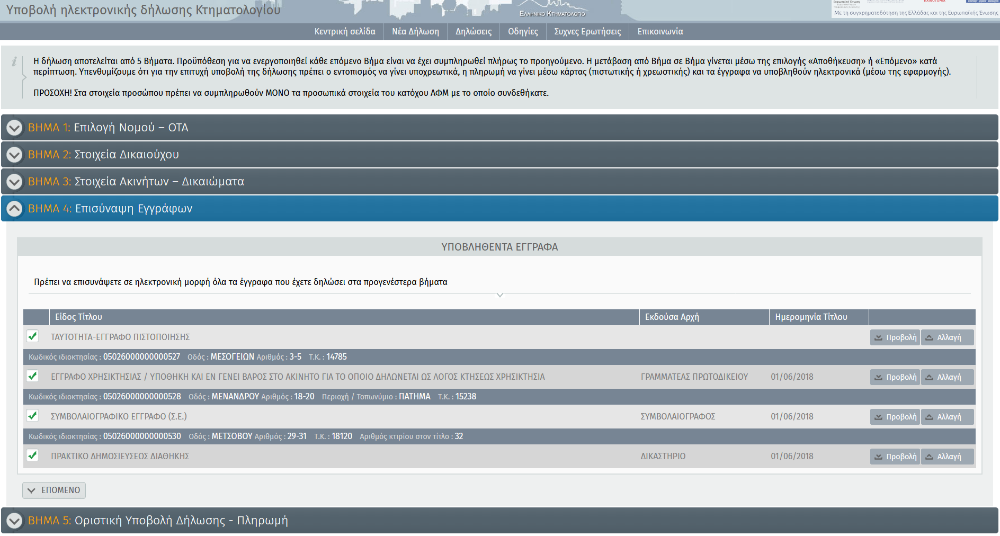 Υποβολή ηλεκτρονικής δήλωσης Κτηματολογίου
ΕΛΛΗΝΙΚΟ ΚΤΗΜΑΤΟΛΟΓΙΟ
Ευρωπαϊκή Ένωση
ΚΑΙΝΟΤΟΜΙΑ
Με τη συγχρηματοδότηση της Ελλάδας και της Ευρωπαϊκής Ένωσης
Κεντρική σελίδα Νέα Δήλωση Δηλώσεις Οδηγίες Συχνες Ερωτήσεις Επικοινωνία
Η δήλωση αποτελείται από 5 Βήματα. Προϋπόθεση για να ενεργοποιηθεί κάθε επόμενο Βήμα είναι να έχει συμπληρωθεί πλήρως το προηγούμενο. Η μετάβαση από Βήμα σε Βήμα γίνεται μέσω της επιλογής «Αποθήκευση» ή «Επόμενο» κατά
περίπτωση. Υπενθυμίζουμε ότι για την επιτυχή υποβολή της δήλωσης πρέπει ο εντοπισμός να γίνει υποχρεωτικά, η πληρωμή να γίνει μέσω κάρτας (πιστωτικής ή χρεωστικής) και τα έγγραφα να υποβληθούν ηλεκτρονικά (μέσω της εφαρμογής).
ΠΡΟΣΟΧΗ! Στα στοιχεία προσώπου πρέπει να συμπληρωθούν ΜΟΝΟ τα προσωπικά στοιχεία του κατόχου ΑΦΜ με το οποίο συνδεθήκατε.
ΒΗΜΑ 1: Επιλογή Νομού – ΟΤΑ
ΒΗΜΑ 2: Στοιχεία Δικαιούχου
ΒΗΜΑ 3: Στοιχεία Ακινήτων – Δικαιώματα
ΒΗΜΑ 4: Επισύναψη Εγγράφων
ΥΠΟΒΛΗΘΕΝΤΑ ΕΓΓΡΑΦΑ
Πρέπει να επισυνάψετε σε ηλεκτρονική μορφή όλα τα έγγραφα που έχετε δηλώσει στα προγενέστερα βήματα
Είδος Τίτλου Εκδούσα Αρχή Ημερομηνία Τίτλου
ΤΑΥΤΟΤΗΤΑ-ΕΓΓΡΑΦΟ ΠΙΣΤΟΠΟΙΗΣΗΣ Προβολή Αλλαγή
Κωδικός ιδιοκτησίας : 05026000000000527 Οδός : ΜΕΣΟΓΕΙΩΝ Αριθμός : 3-5 Τ.Κ. : 14785
ΕΓΓΡΑΦΟ ΧΡΗΣΙΚΤΗΣΙΑΣ / ΥΠΟΘΗΚΗ ΚΑΙ ΕΝ ΓΕΝΕΙ ΒΑΡΟΣ ΣΤΟ ΑΚΙΝΗΤΟ ΓΙΑ ΤΟ ΟΠΟΙΟ ΔΗΛΩΝΕΤΑΙ ΩΣ ΛΟΓΟΣ ΚΤΗΣΕΩΣ ΧΡΗΣΙΚΤΗΣΙΑ ΓΡΑΜΜΑΤΕΑΣ ΠΡΩΤΟΔΙΚΕΙΟΥ 01/06/2018 Προβολή Αλλαγή
Κωδικός ιδιοκτησίας : 05026000000000528 Οδός : ΜΕΝΑΝΔΡΟΥ Αριθμός : 18-20 Περιοχή / Τοπωνύμιο : ΠΑΤΗΜΑ Τ.Κ. : 15238
ΣΥΜΒΟΛΑΙΟΓΡΑΦΙΚΟ ΕΓΓΡΑΦΟ (Σ.Ε.) ΣΥΜΒΟΛΑΙΟΓΡΑΦΟΣ 01/06/2018 Προβολή Αλλαγή
Κωδικός ιδιοκτησίας : 05026000000000530 Οδός : ΜΕΤΣΟΒΟΥ Αριθμός : 29-31 Τ.Κ. : 18120 Αριθμός κτιρίου στον τίτλο : 32
ΠΡΑΚΤΙΚΟ ΔΗΜΟΣΙΕΥΣΕΩΣ ΔΙΑΘΗΚΗΣ ΔΙΚΑΣΤΗΡΙΟ 01/06/2018 Προβολή Αλλαγή
ΕΠΟΜΕΝΟ
ΒΗΜΑ 5: Οριστική Υποβολή Δήλωσης - Πληρωμή